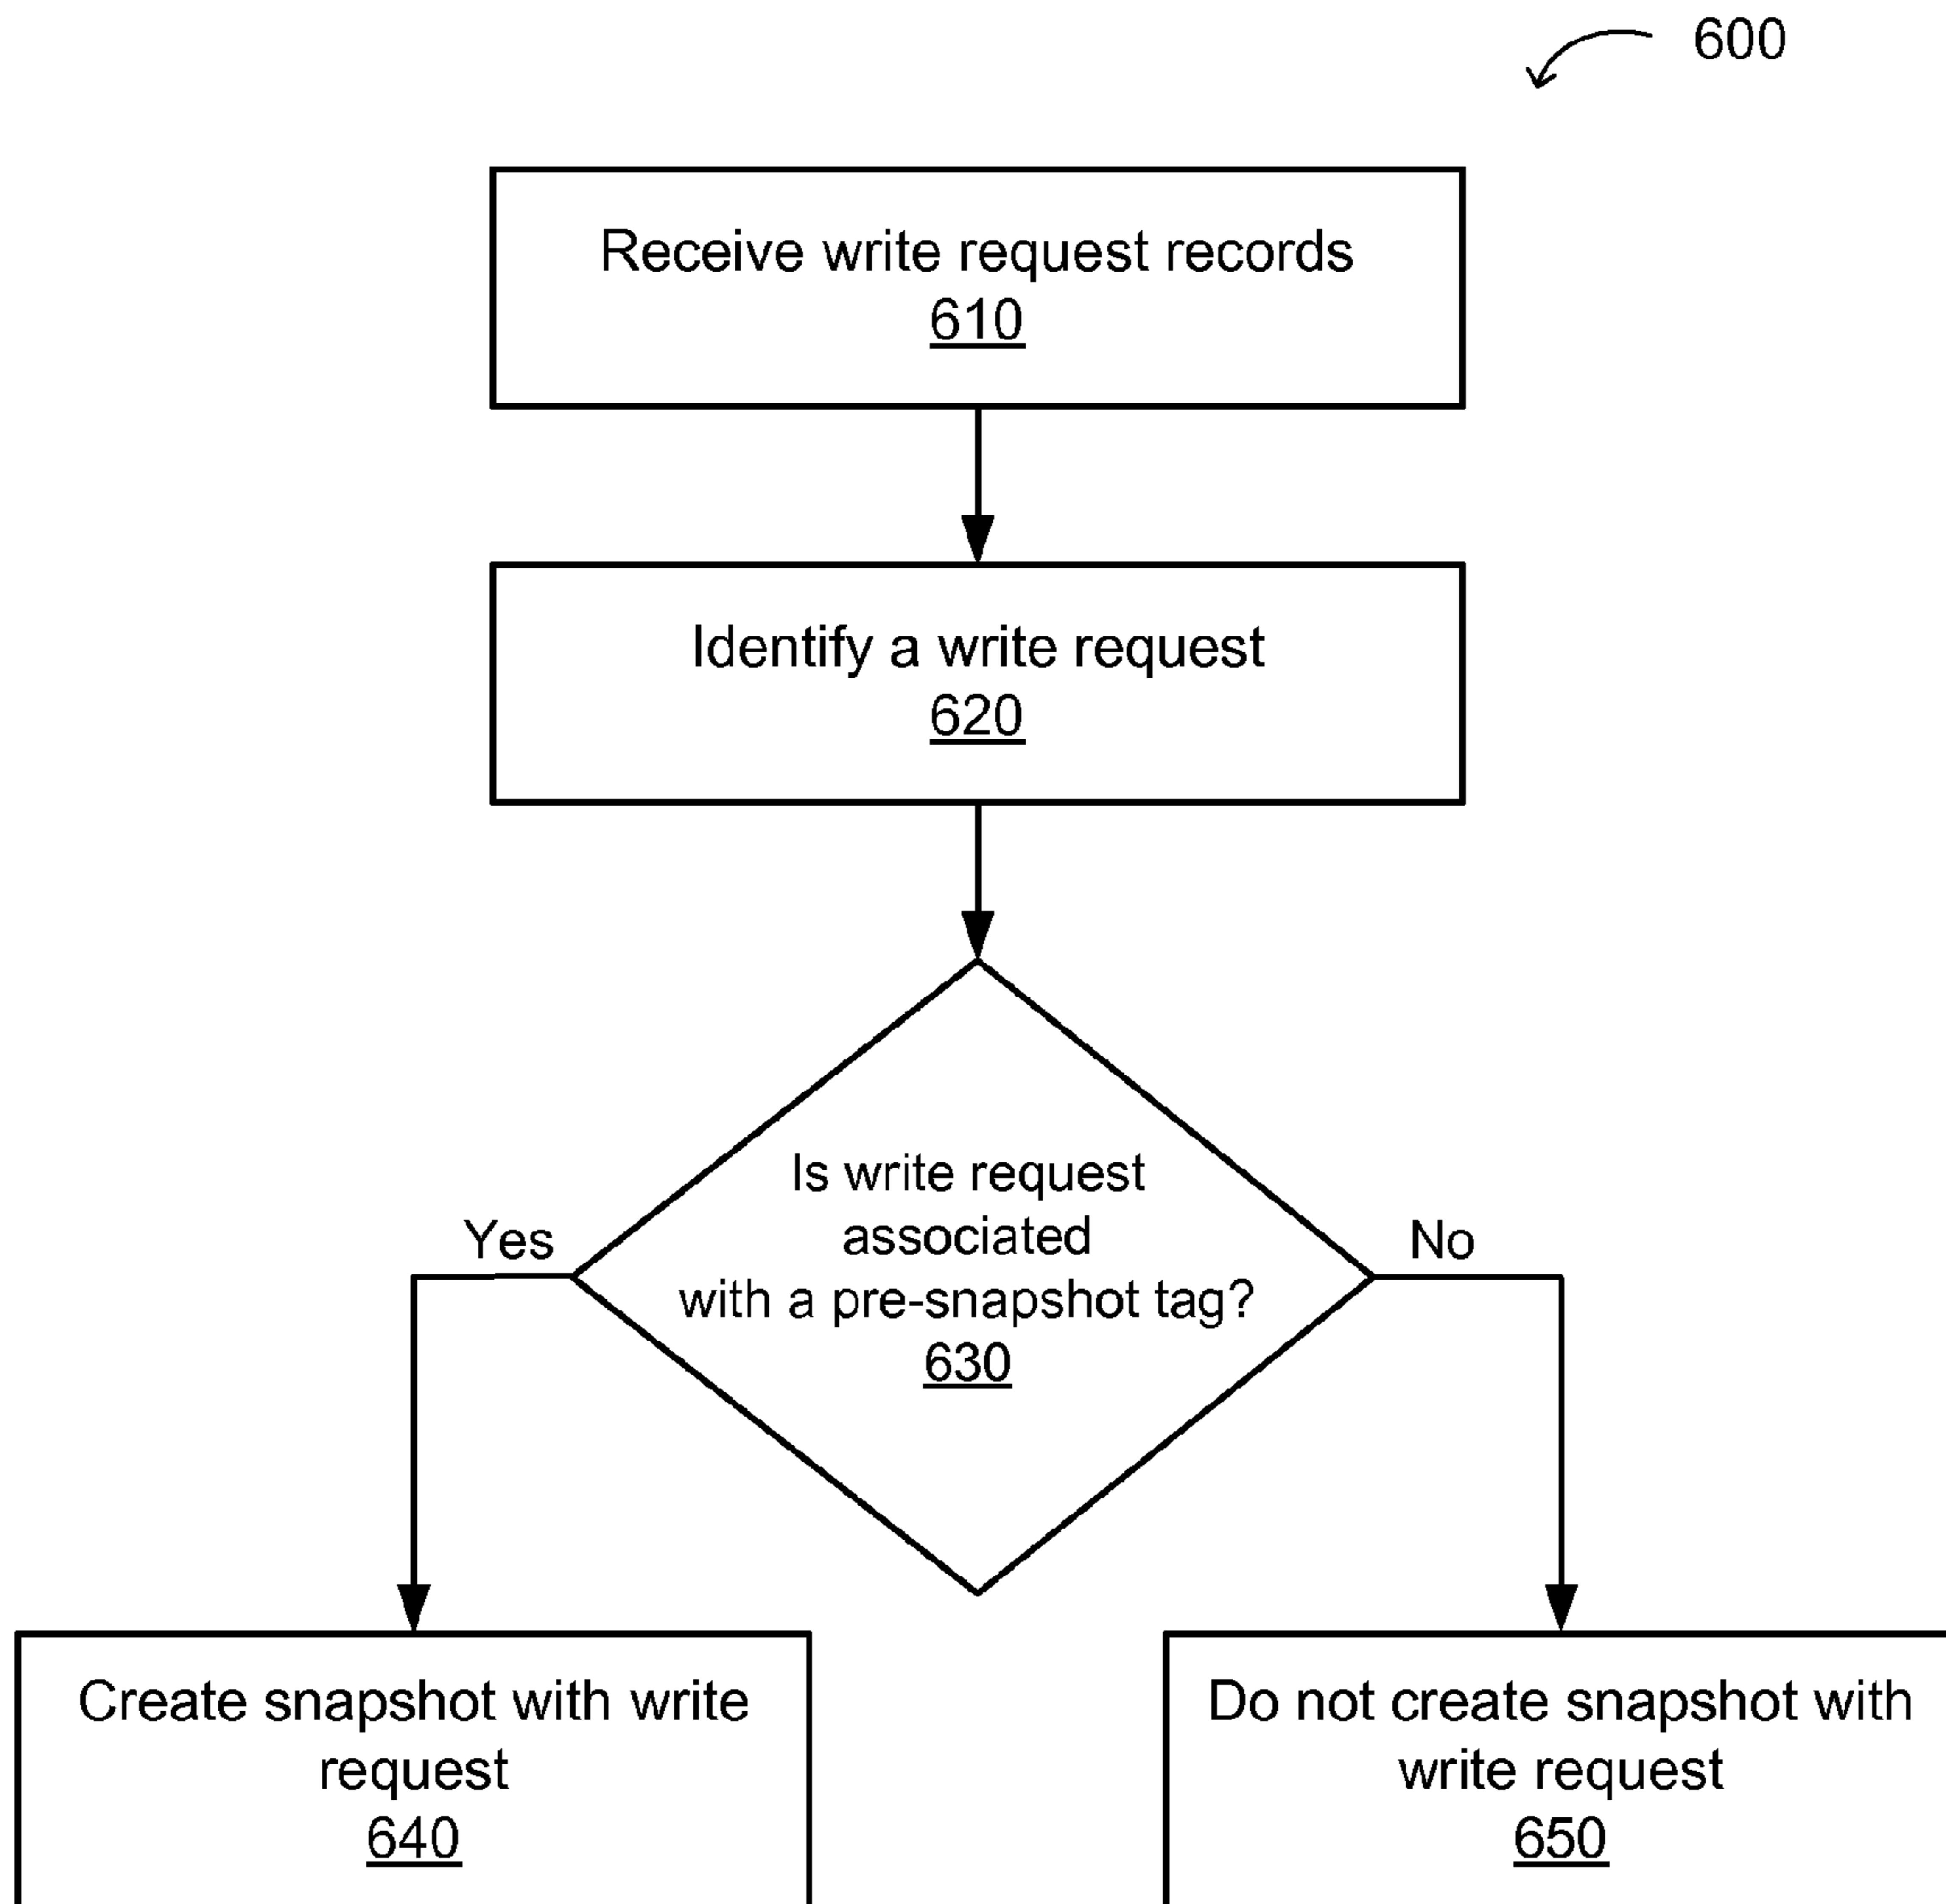 600
Receive write request records
610
Identify a write request
620
Is write request
associated
with a pre-snapshot tag?
630
Yes
No
Create snapshot with write
request
640
Do not create snapshot with
write request
650